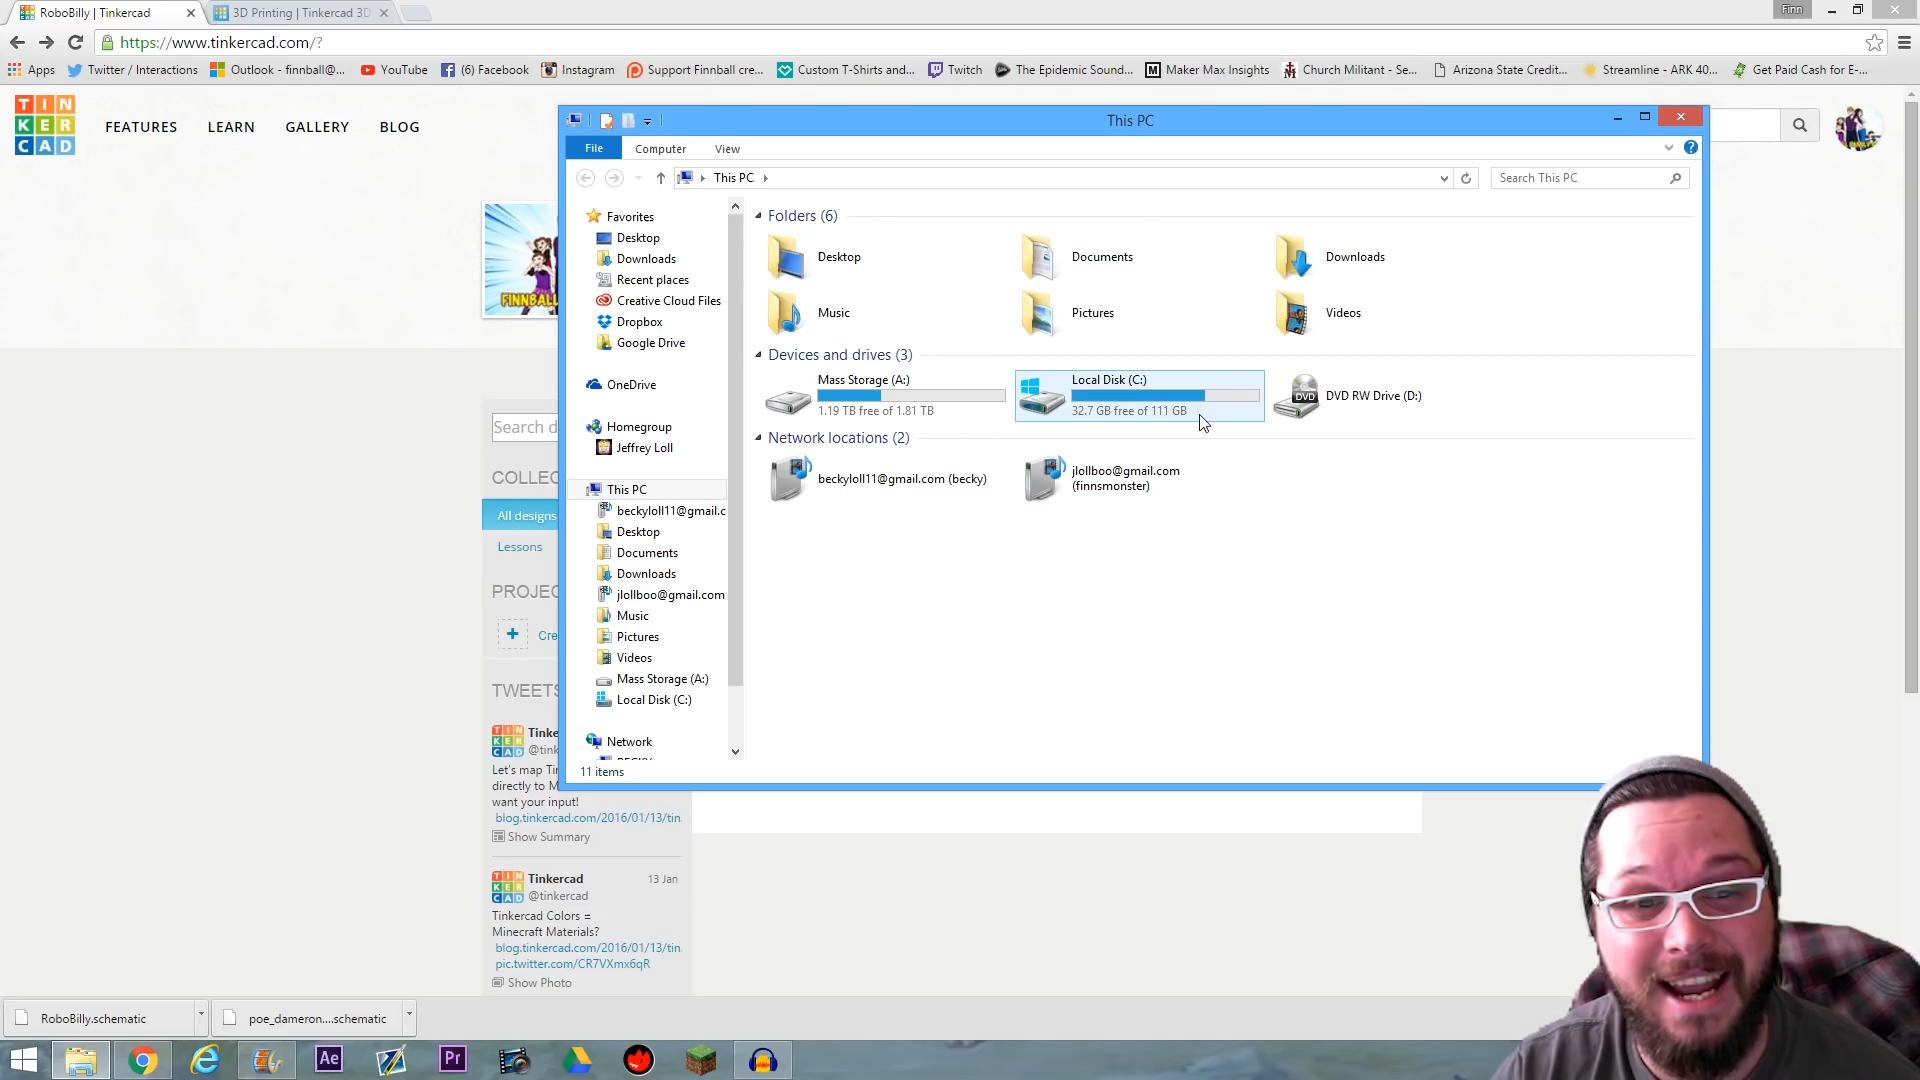 RoboBilly | Tinkercad
3D Printing | Tinkercad 3D
Finn
https://www.tinkercad.com/?
Apps
Twitter / Interactions
Outlook - finnball@...
YouTube
(6) Facebook
Instagram
Support Finnball cre...
Custom T-Shirts and...
Twitch
The Epidemic Sound...
Maker Max Insights
Church Militant - Se...
Arizona State Credit...
Streamline - ARK 40...
Get Paid Cash for E-...
TIN
KER
CAD
FEATURES
LEARN
GALLERY
BLOG
This PC
File
Computer
View
This PC
Search This PC
Favorites
Desktop
Downloads
Recent places
Creative Cloud Files
Dropbox
Google Drive
OneDrive
Homegroup
Jeffrey Loll
This PC
beckyloll11@gmail.c
Desktop
Documents
Downloads
jlollboo@gmail.com
Music
Pictures
Videos
Mass Storage (A:)
Local Disk (C:)
Network
11 items
Folders (6)
Desktop
Documents
Downloads
Music
Pictures
Videos
Devices and drives (3)
Mass Storage (A:)
1.19 TB free of 1.81 TB
Local Disk (C:)
32.7 GB free of 111 GB
DVD
DVD RW Drive (D:)
Network locations (2)
beckyloll11@gmail.com (becky)
jlollboo@gmail.com
(finnsmonster)
FINNBALL
Search d
COLLEC
All designs
Lessons
PROJEC
Cre
TWEETS
TIN
KER
CAD
Tinke
@tink
Let's map Tin
directly to M
want your input!
blog.tinkercad.com/2016/01/13/tin
Show Summary
TIN
KER
CAD
Tinkercad
13 Jan
@tinkercad
Tinkercad Colors =
Minecraft Materials?
blog.tinkercad.com/2016/01/13/tin
pic.twitter.com/CR7VXmx6qR
Show Photo
RoboBilly.schematic
poe_dameron....schematic
Ae
Pr